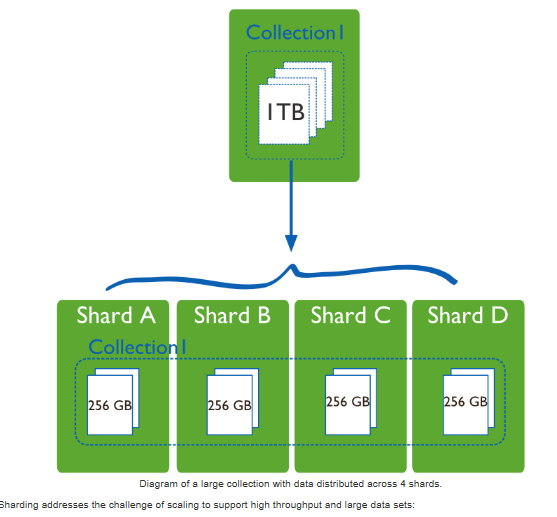 Collection1
1TB
Shard A Shard B Shard C Shard D
Collection1
256 GB 256 GB 256 GB 256 GB
Diagram of a large collection with data distributed across 4 shards.
Sharding addresses the challenge of scaling to support high throughput and large data sets: